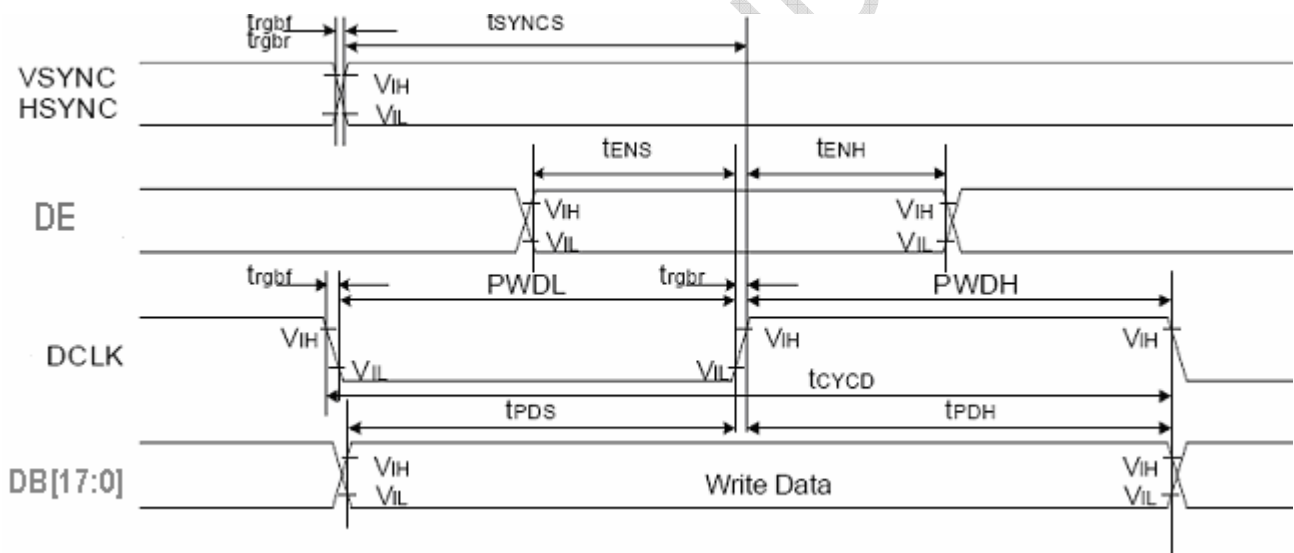 trgbf
trgbr
tSYNCS
VSYNC
HSYNC
VIH
VIL
tENS
tENH
DE
VIH
VIL
VIH
VIL
trgbf
PWDL
trgbr
PWDH
DCLK
VIH
VIL
VIL
VIH
VIH
tCYCD
tPDS
tPDH
DB[17:0]
VIH
VIL
Write Data
VIH
VIL